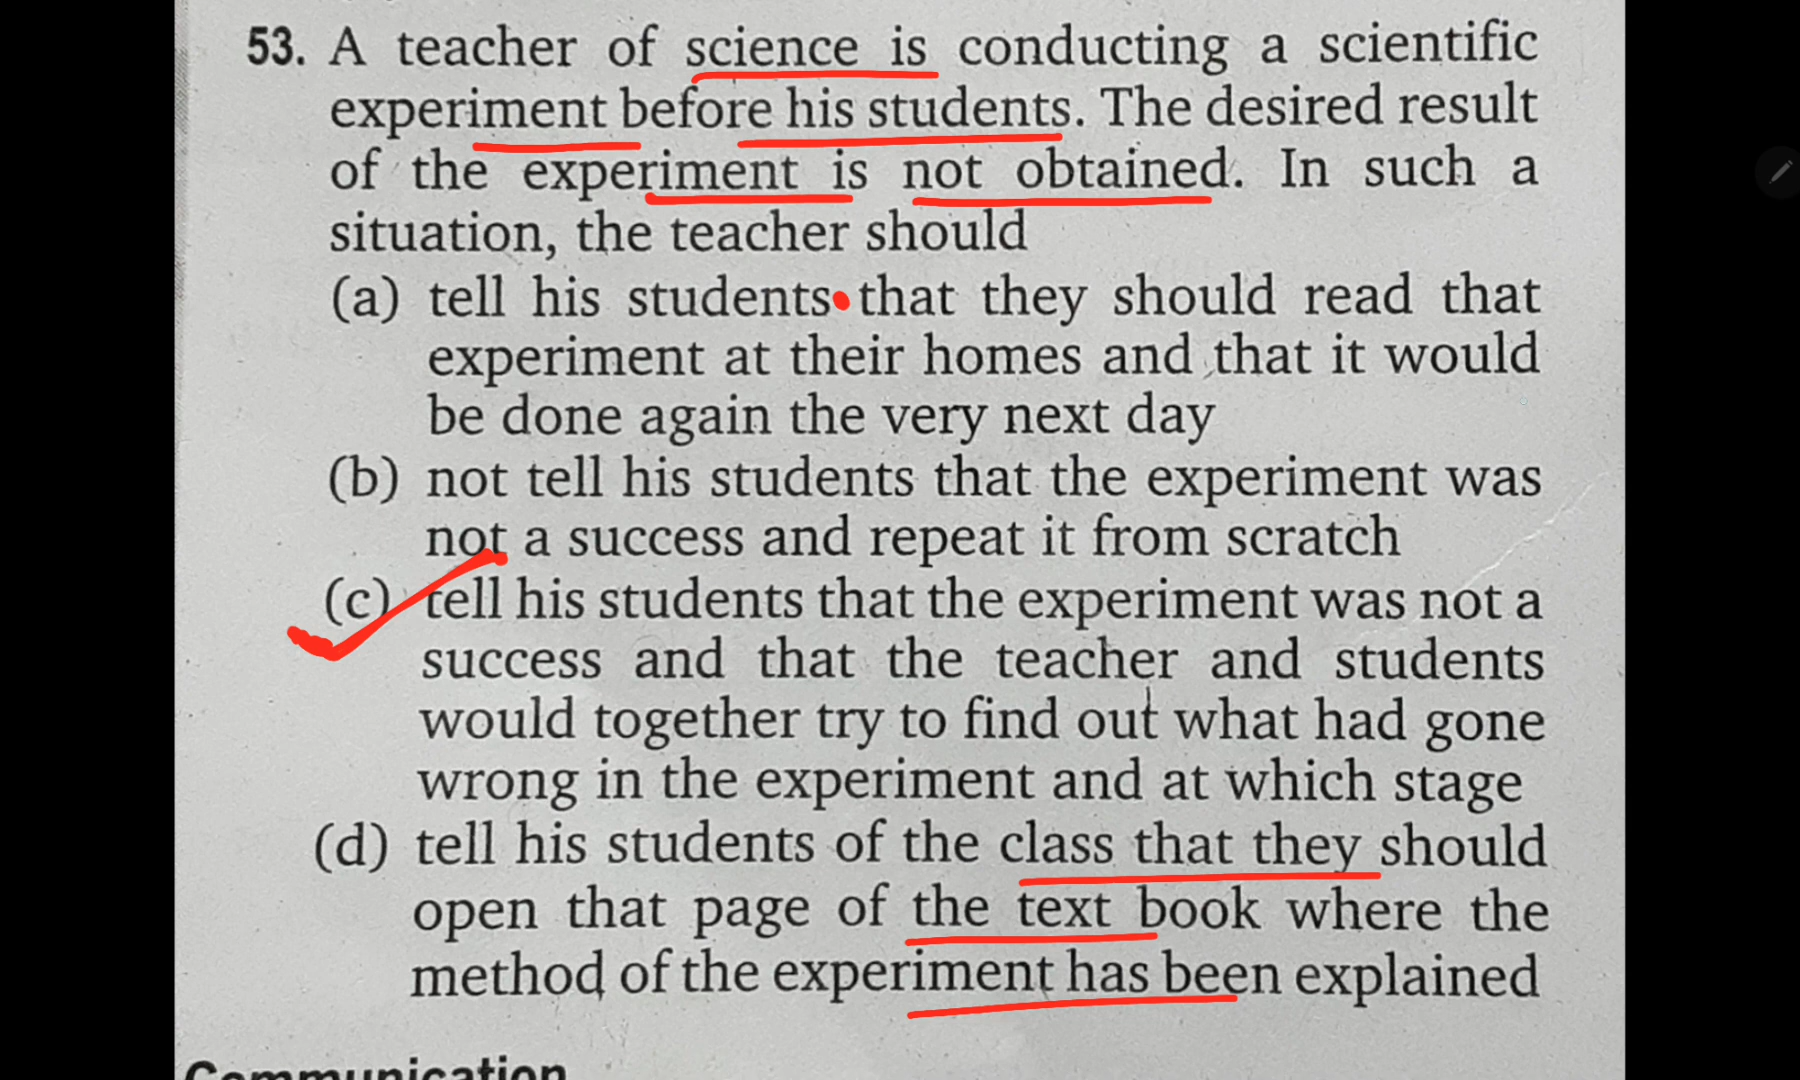 53. A teacher of science is conducting a scientific
experiment before his students. The desired result
of the experiment is not obtained. In such a
situation, the teacher should
(a) tell his students that they should read that
experiment at their homes and that it would
be done again the very next day
(b) not tell his students that the experiment was
not a success and repeat it from scratch
(c) tell his students that the experiment was not a
success and that the teacher and students
would together try to find out what had gone
wrong in the experiment and at which stage
(d) tell his students of the class that they should
open that page of the text book where the
method of the experiment has been explained
Communication